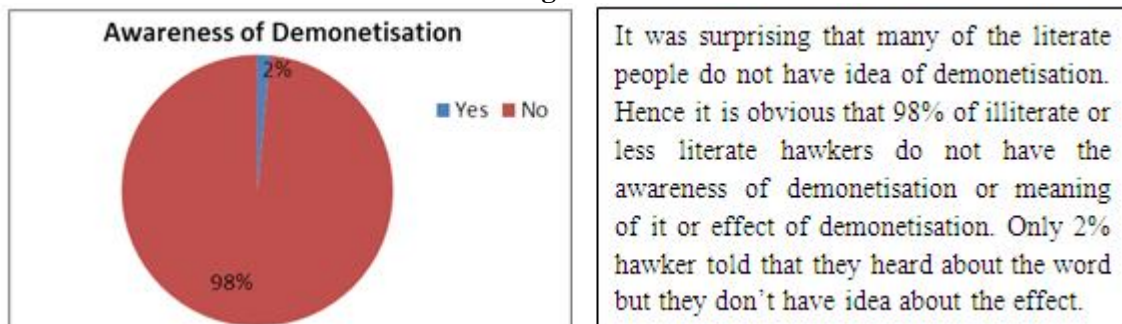 Awareness of Demonetisation
2%
Yes No
98%
It was surprising that many of the literate
people do not have idea of demonetisation.
Hence it is obvious that 98% of illiterate or
less literate hawkers do not have the
awareness of demonetisation or meaning
of it or effect of demonetisation. Only 2%
hawker told that they heard about the word
but they don't have idea about the effect.